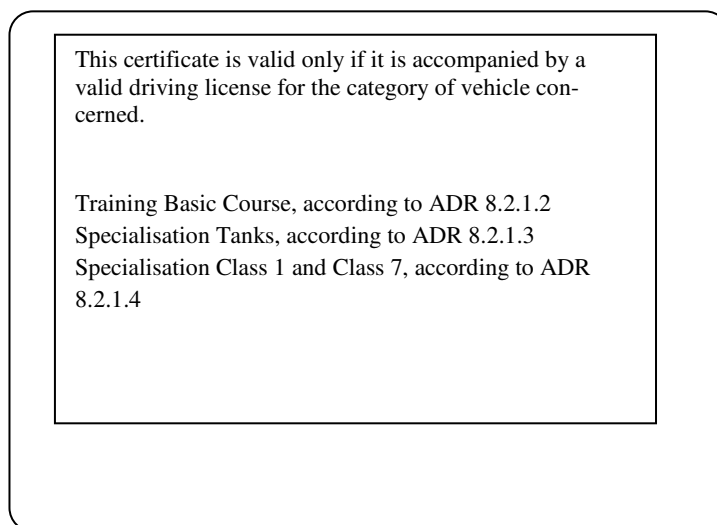 This certificate is valid only if it is accompanied by a
valid driving license for the category of vehicle con-
cerned.
Training Basic Course, according to ADR 8.2.1.2
Specialisation Tanks, according to ADR 8.2.1.3
Specialisation Class 1 and Class 7, according to ADR
8.2.1.4